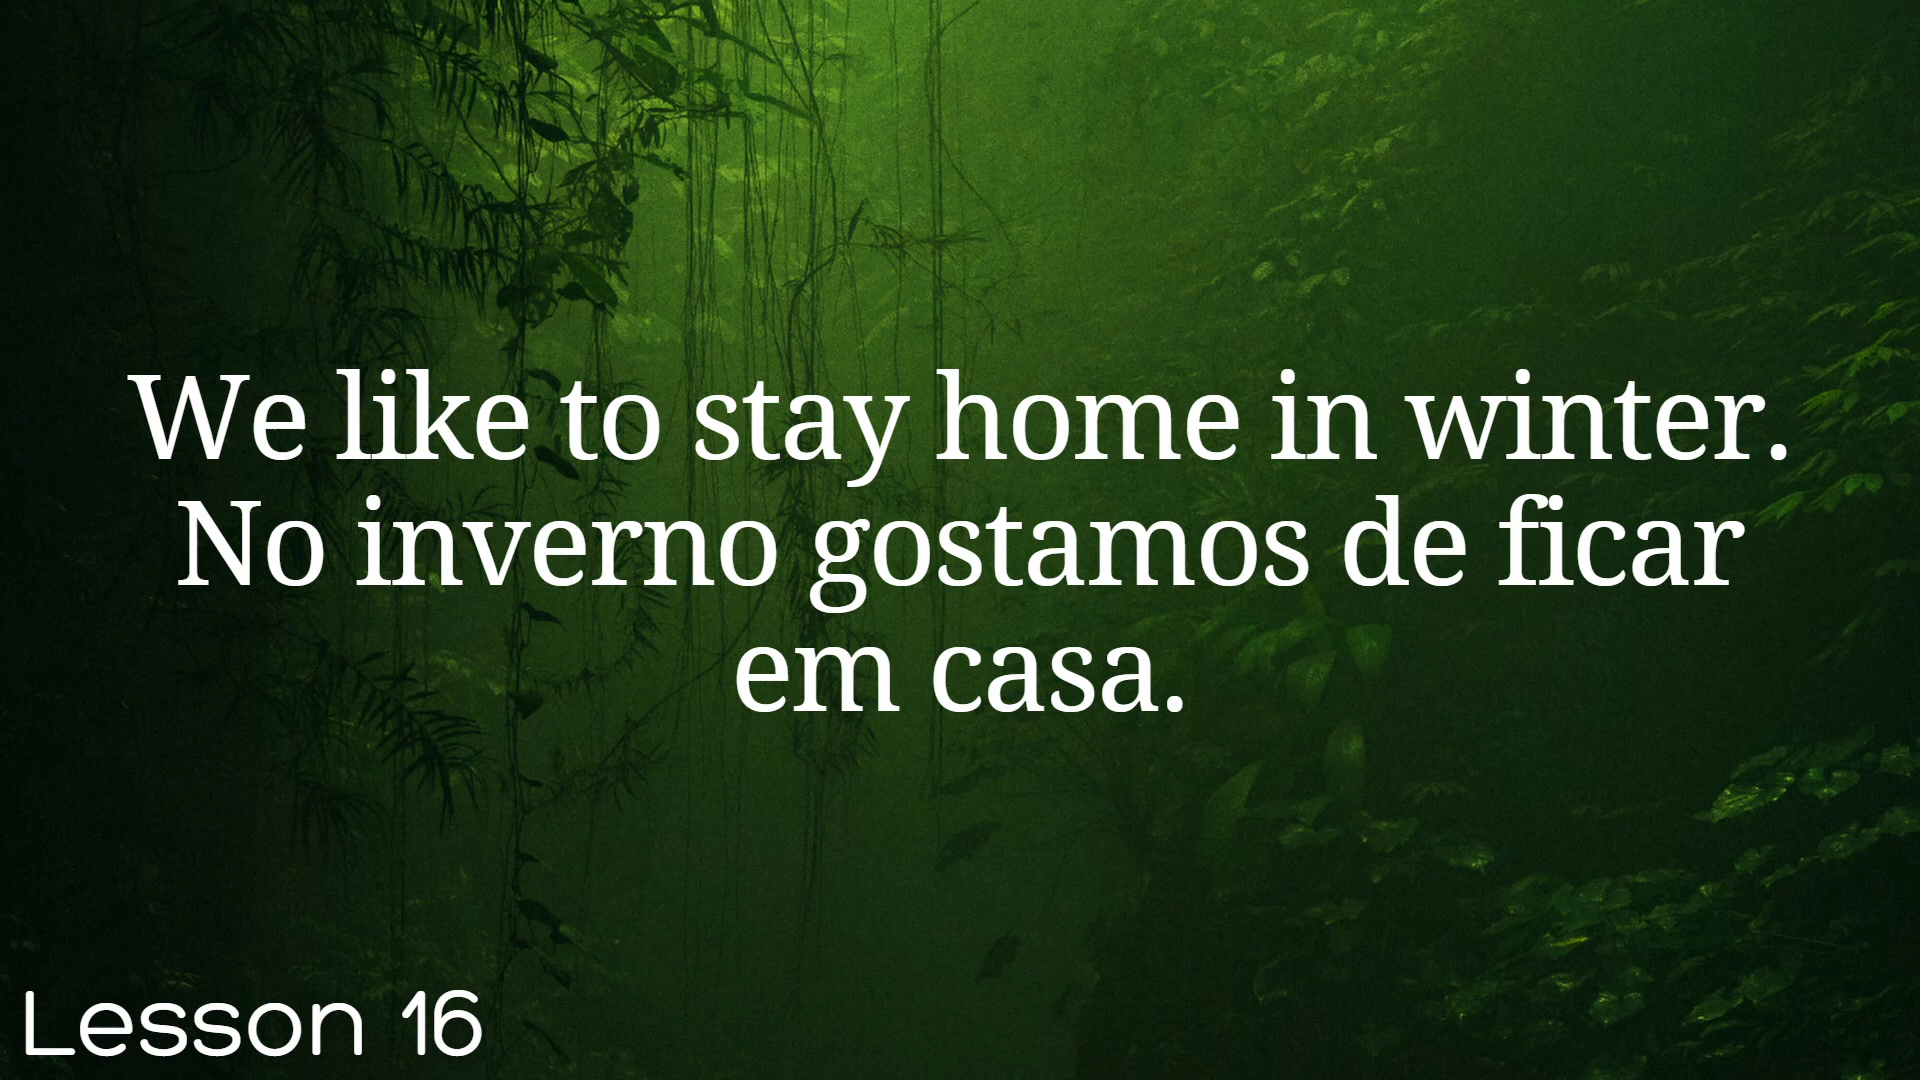 We like to stay home in winter.
No inverno gostamos de ficar
em casa.
Lesson 16